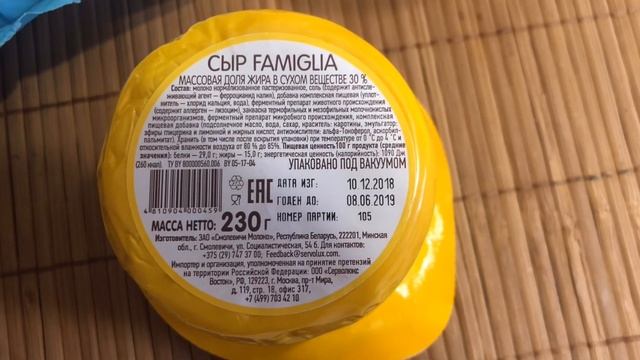 СЫР FAMIGLIA
МАССОВАЯ ДОЛЯ ЖИРА В СУХОМ ВЕЩЕСТВЕ 30 %
Состав: молоко нормализованное пастеризованное, соль (содержит антислё-
живающий агент – ферроцианид калия), добавка комплексная пищевая (уплот-
нитель – хлорид кальция, вода), ферментный препарат животного происхождения
(содержит аллерген – лизоцим), закваска термофильных и мезофильных молочнокислых
микроорганизмов, ферментный препарат микробного происхождения, комплексная
пищевая добавка (подсолнечное масло, вода, сахар, краситель: каротины, эмульгатор:
эфиры глицерина и лимонной и жирных кислот, антиокислители: альфа-Токоферол, аскорбил-
пальмитат). Хранить (в том числе после вскрытия упаковки) при температуре от 0 °С до 4 °С и
относительной влажности воздуха от 80 % до 85%. Пищевая ценность 100 г продукта (средние
значения): белки – 29,0 г; жиры – 15,0 г; энергетическая ценность (калорийность): 1090 Дж
(260 ккал). ТУ BY 800000560.006 BY 05-17-04 УПАКОВАНО ПОД ВАКУУМОМ
ДАТА ИЗГ: 10.12.2018
ГОДЕН ДО: 08.06.2019
НОМЕР ПАРТИИ: 105
EAC
4 810904 000459
МАССА НЕТТО: 230 г
Изготовитель: ЗАО «Смолевичи Молоко», Республика Беларусь, 222201, Минская
обл., г. Смолевичи, ул. Социалистическая, 54 б. Для контактов:
+375 (29) 747 37 00; Feedback@servolux.com
Импортер и организация, уполномоченная на принятие претензий
на территории Российской Федерации: ООО «Серволюкс
Восток», РФ, 129223, г. Москва, пр-т Мира,
д. 119, стр. 18, офис 317,
+7 (499) 703 42 10